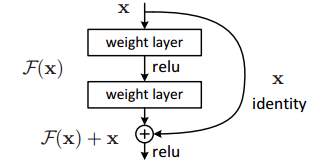 x
weight layer
relu
F(x)
x
weight layer
identity
F(x) + x
+
relu